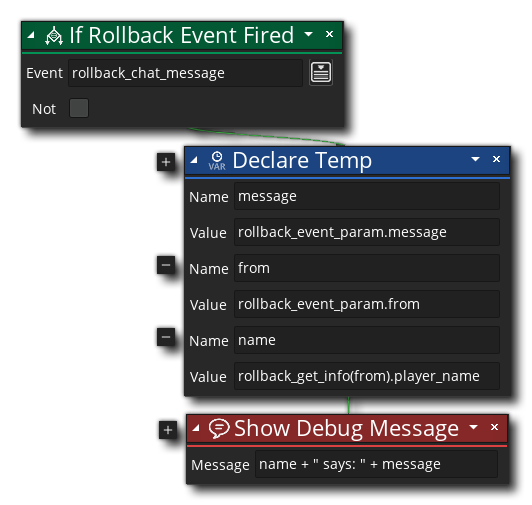 If Rollback Event Fired
Event rollback_chat_message
Not
VAR Declare Temp
Name message
Value rollback_event_param.message
Name from
Value rollback_event_param.from
Name name
Value rollback_get_info(from).player_name
Show Debug Message
Message name + " says: " + message